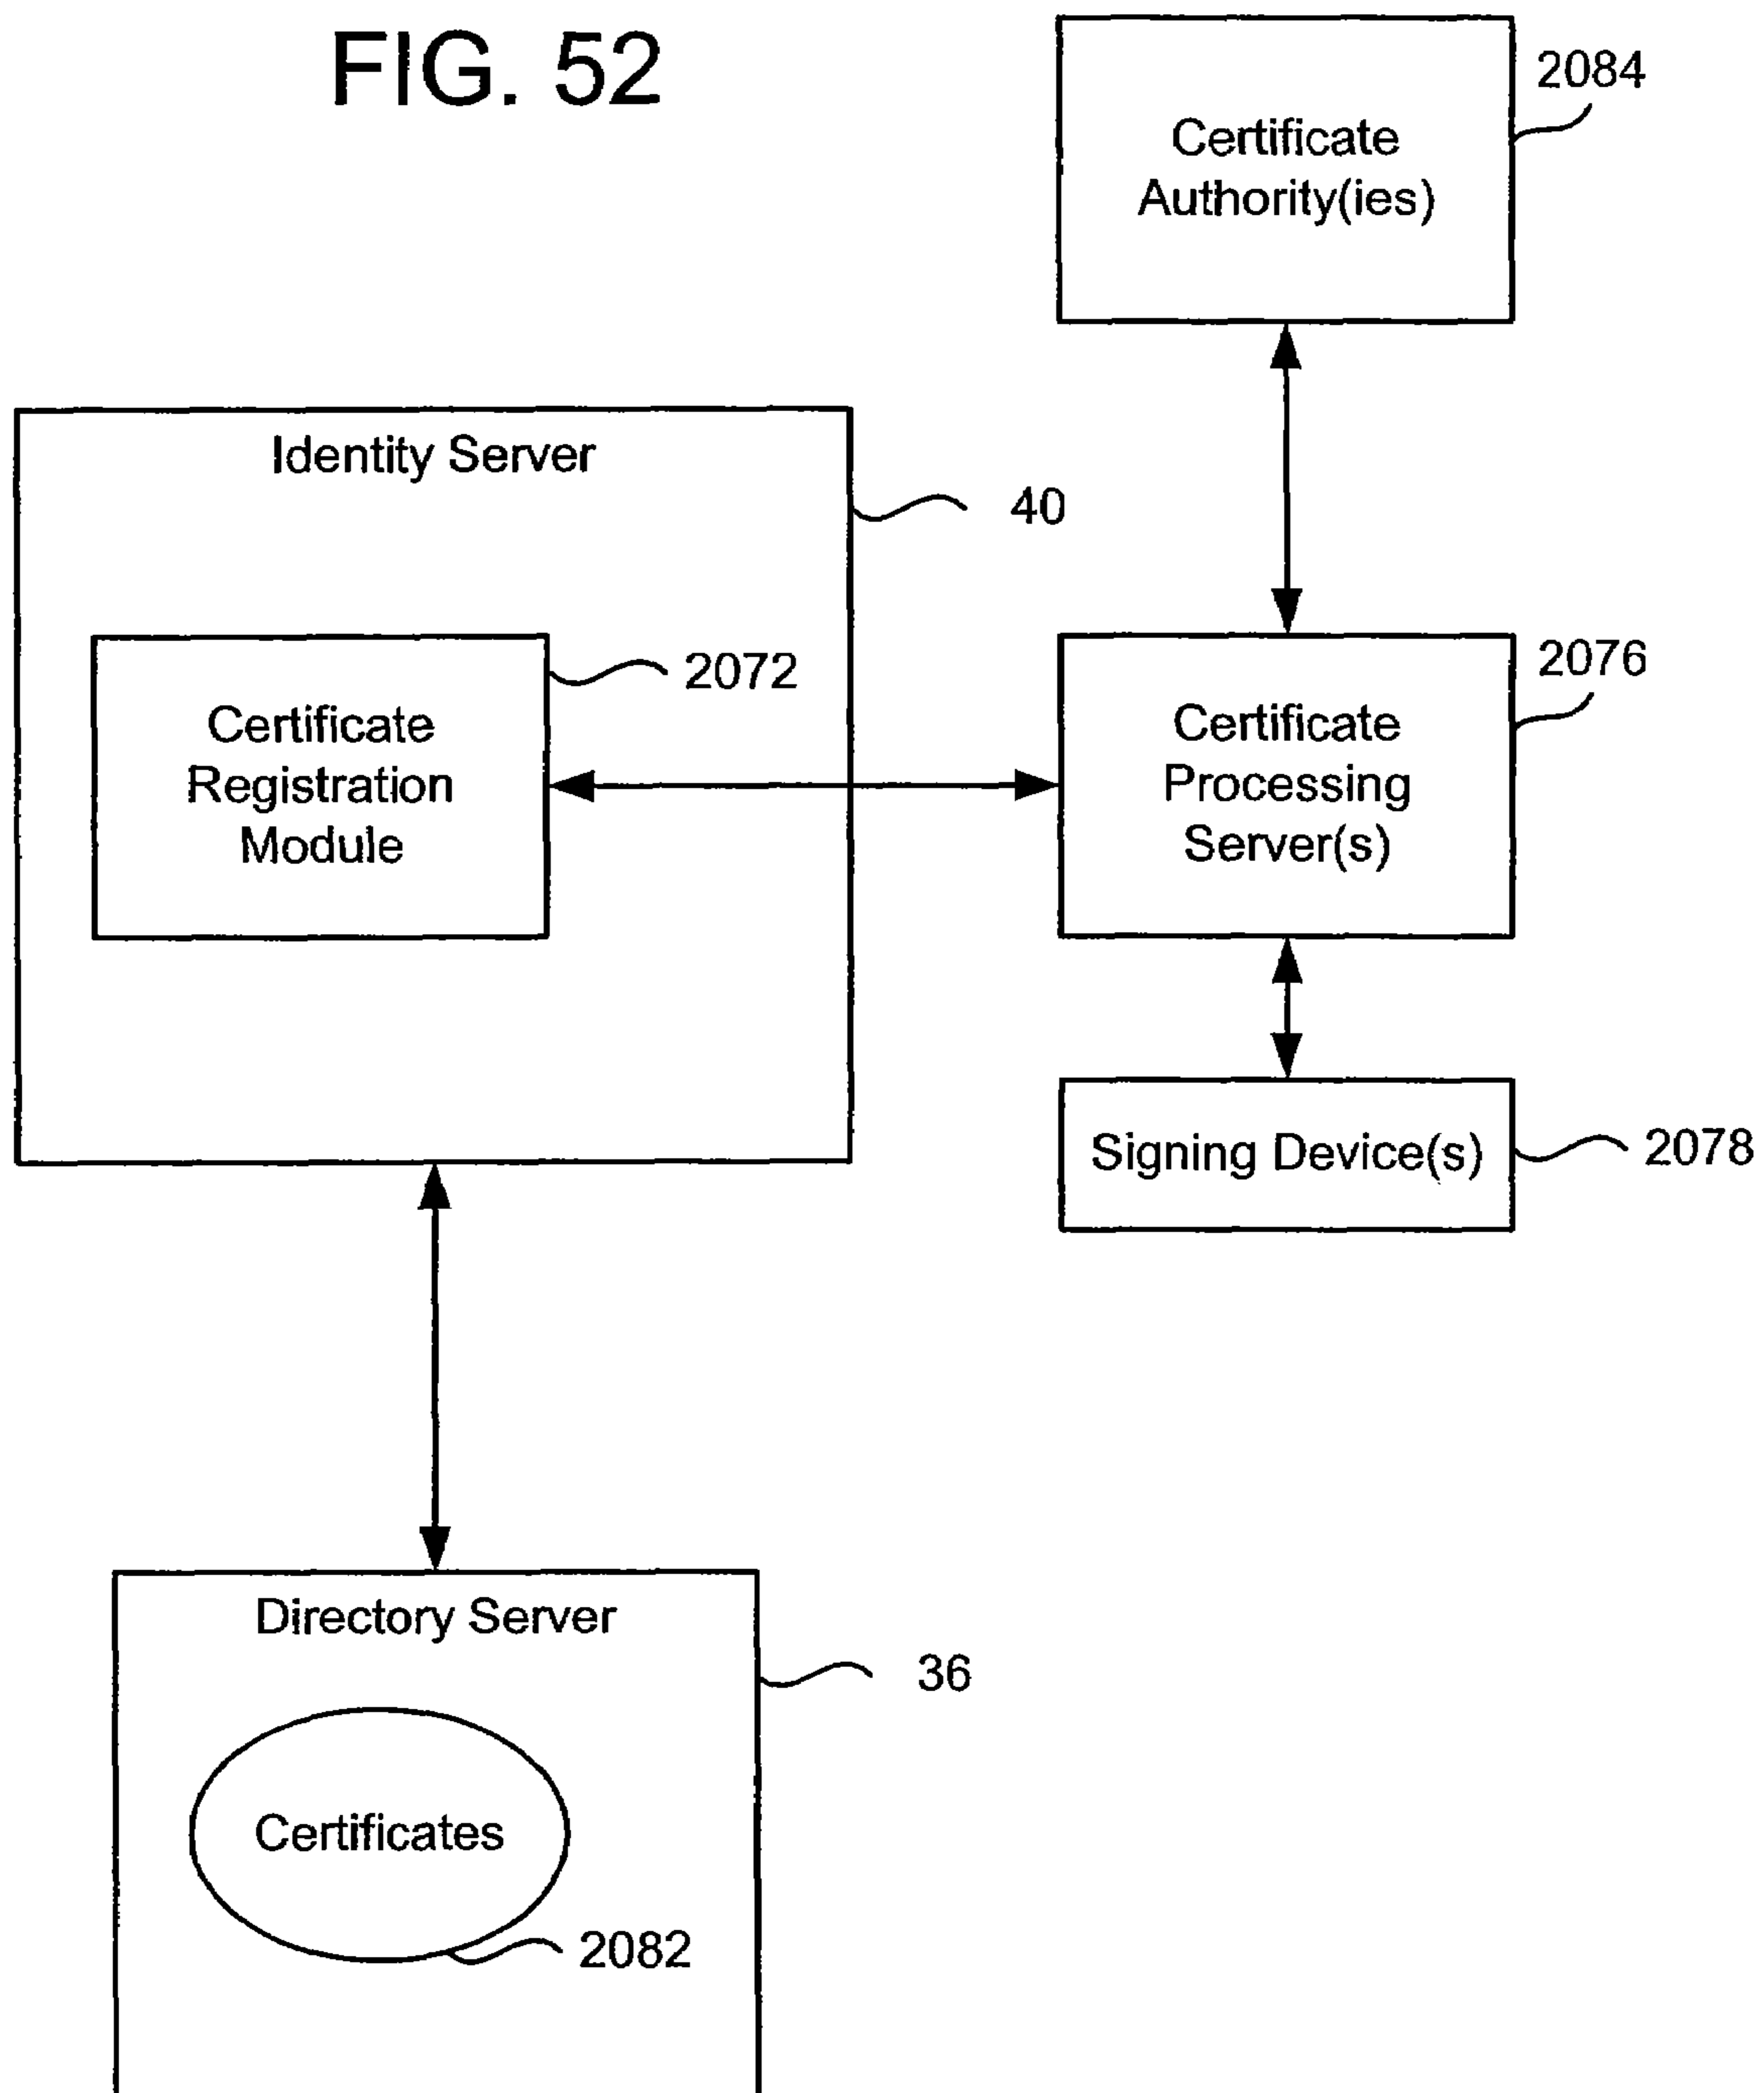 FIG. 52
Certificate
Authority(ies)
2084
Identity Server
40
Certificate
Registration
Module
2072
Certificate
Processing
Server(s)
2076
Signing Device(s)
2078
Directory Server
36
Certificates
2082